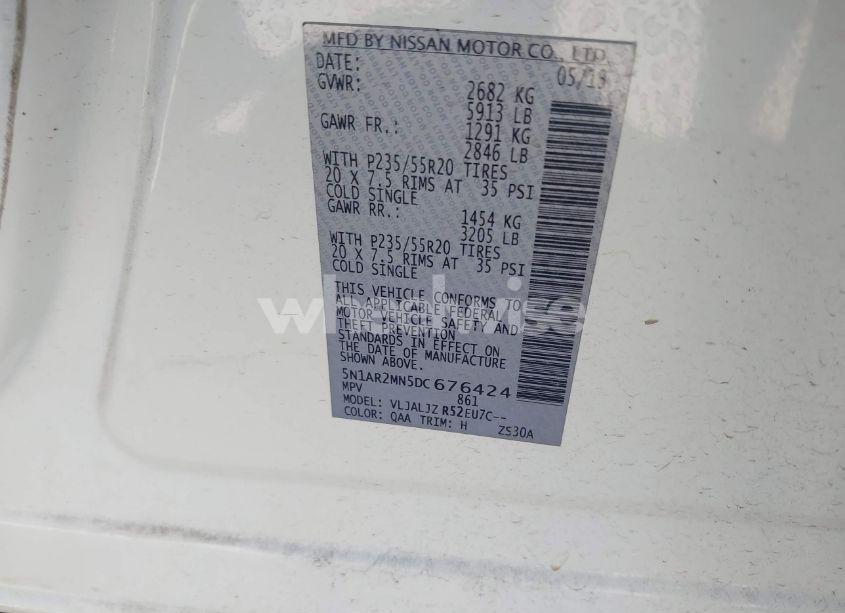 MFD BY NISSAN MOTOR CO., LTD.
DATE: 05/13
GVWR: 2682 KG
5913 LB
GAWR FR.: 1291 KG
2846 LB
WITH P235/55R20 TIRES
20 X 7.5 RIMS AT 35 PSI
COLD SINGLE
GAWR RR.: 1454 KG
3205 LB
WITH P235/55R20 TIRES
20 X 7.5 RIMS AT 35 PSI
COLD SINGLE
THIS VEHICLE CONFORMS TO
ALL APPLICABLE FEDERAL
MOTOR VEHICLE SAFETY AND
THEFT PREVENTION
STANDARDS IN EFFECT ON
THE DATE OF MANUFACTURE
SHOWN ABOVE.
5N1AR2MN5DC676424
MPV 861
MODEL: VLJALJZ R52EU7C--
COLOR: QAA TRIM: H ZS30A